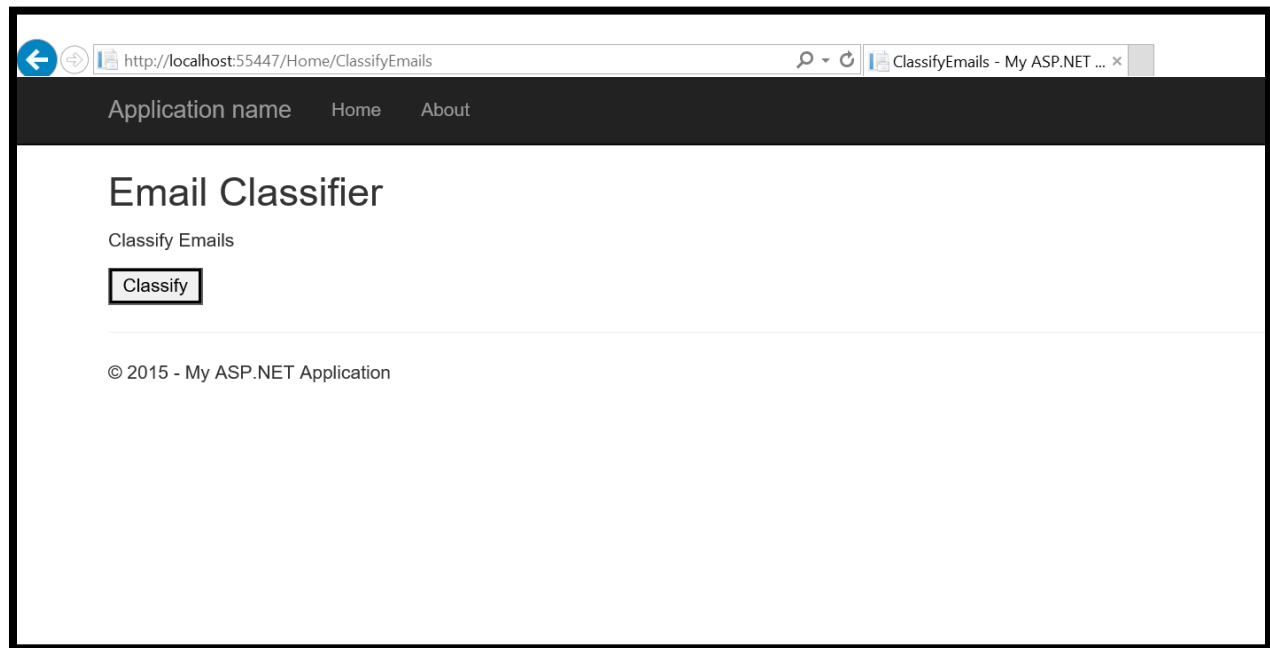 http://localhost:55447/Home/ClassifyEmails ClassifyEmails - My ASP.NET ...
Application name Home About
Email Classifier
Classify Emails
Classify
© 2015 - My ASP.NET Application